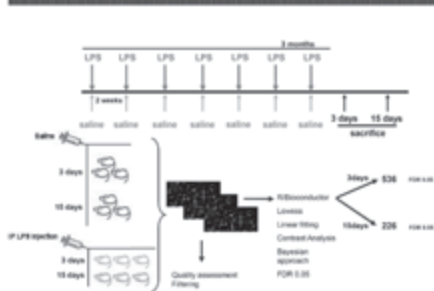 3 months
LPS LPS LPS LPS LPS LPS LPS
2 weeks
saline saline saline saline saline saline saline
3 days 15 days
sacrifice
Saline
3 days
15 days
IP LPS Injection
3 days
15 days
Quality assessment
Filtering
R/Bioconductor
Loess
Linear fitting
Contrast Analysis
Bayesian
approach
FDR 0.05
3days 536 FDR 0.05
15days 226 FDR 0.05